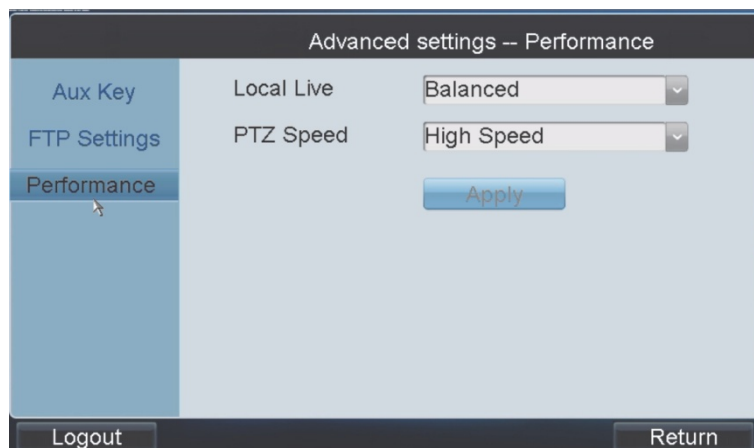 Advanced settings -- Performance
Aux Key
Local Live
Balanced
FTP Settings
PTZ Speed
High Speed
Performance
Apply
Logout
Return